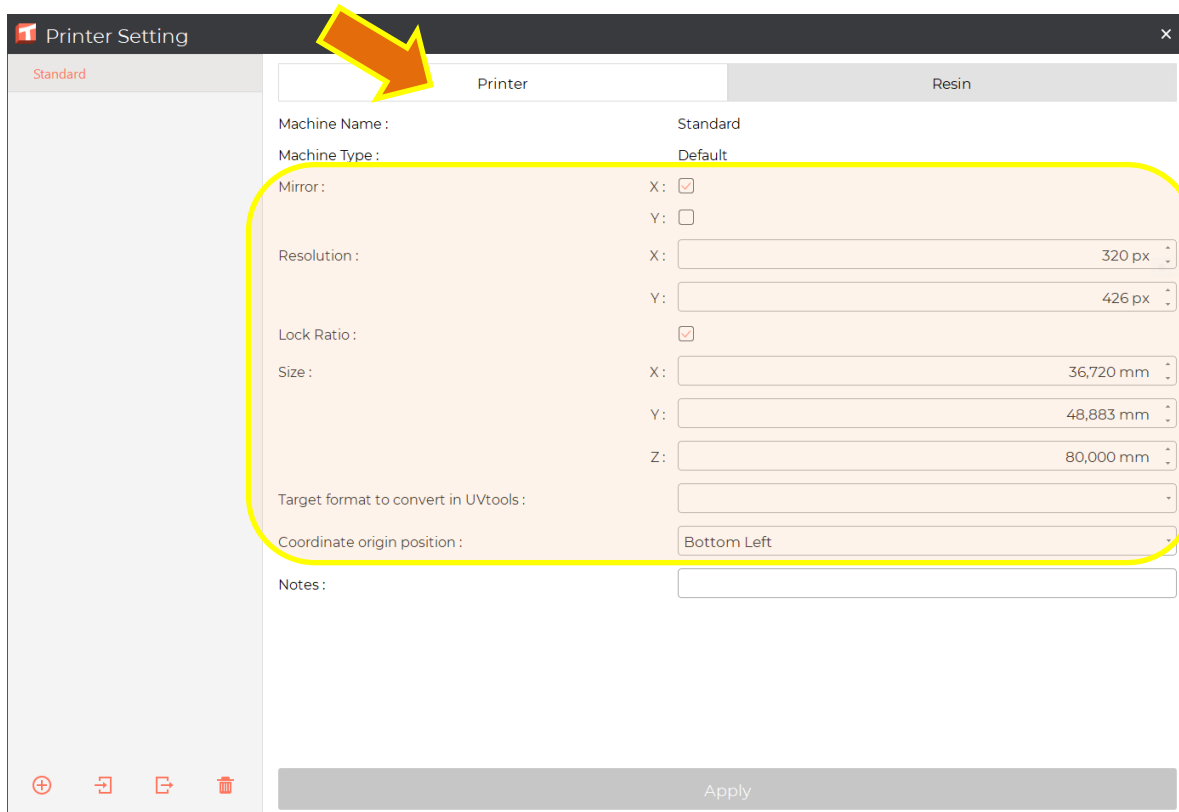 Printer Setting
Standard
Printer Resin
Machine Name : Standard
Machine Type : Default
Mirror : X :
Y :
Resolution : X : 320 px
Y : 426 px
Lock Ratio :
Size : X : 36,720 mm
Y : 48,883 mm
Z : 80,000 mm
Target format to convert in UVtools :
Coordinate origin position : Bottom Left
Notes :
Apply